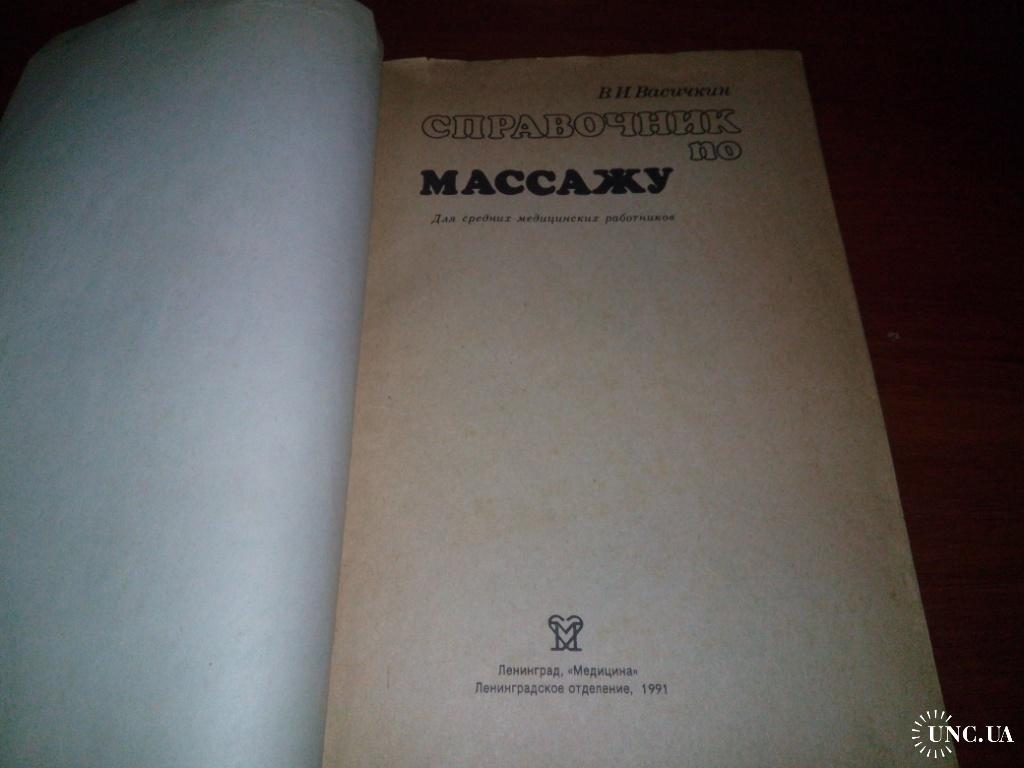 В. И. Васичкин
СПРАВОЧНИК
по
МАССАЖУ
Для средних медицинских работников
Ленинград, «Медицина»
Ленинградское отделение, 1991
UNC.UA